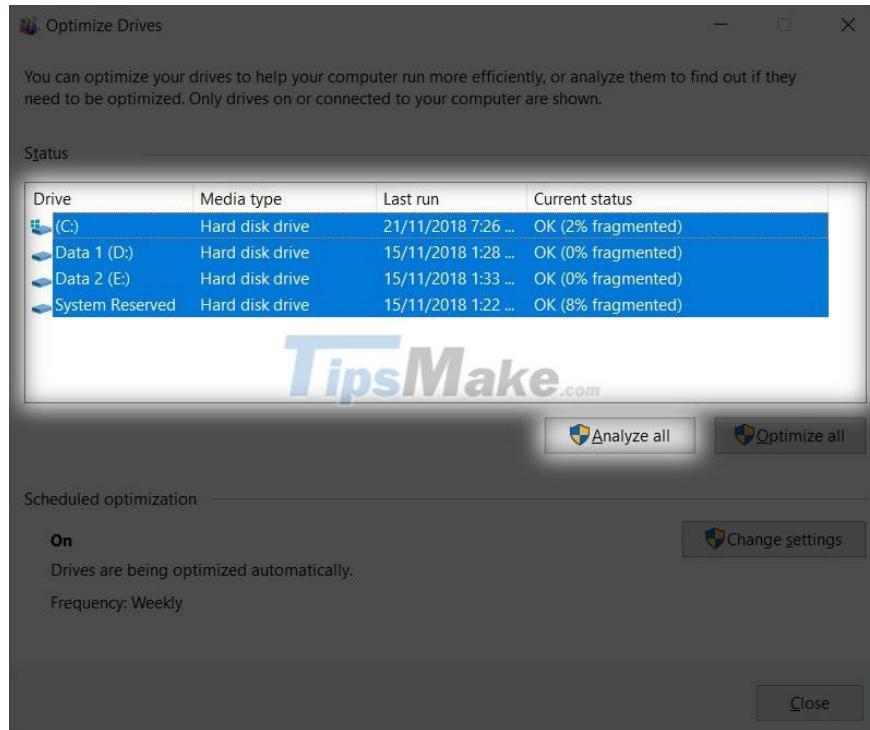 Optimize Drives
You can optimize your drives to help your computer run more efficiently, or analyze them to find out if they
need to be optimized. Only drives on or connected to your computer are shown.
Status
Drive Media type Last run Current status
(C:) Hard disk drive 21/11/2018 7:26 ... OK (2% fragmented)
Data 1 (D:) Hard disk drive 15/11/2018 1:28 ... OK (0% fragmented)
Data 2 (E:) Hard disk drive 15/11/2018 1:33 ... OK (0% fragmented)
System Reserved Hard disk drive 15/11/2018 1:22 ... OK (8% fragmented)
TipsMake.com
Analyze all Optimize all
Scheduled optimization
On Change settings
Drives are being optimized automatically.
Frequency: Weekly
Close